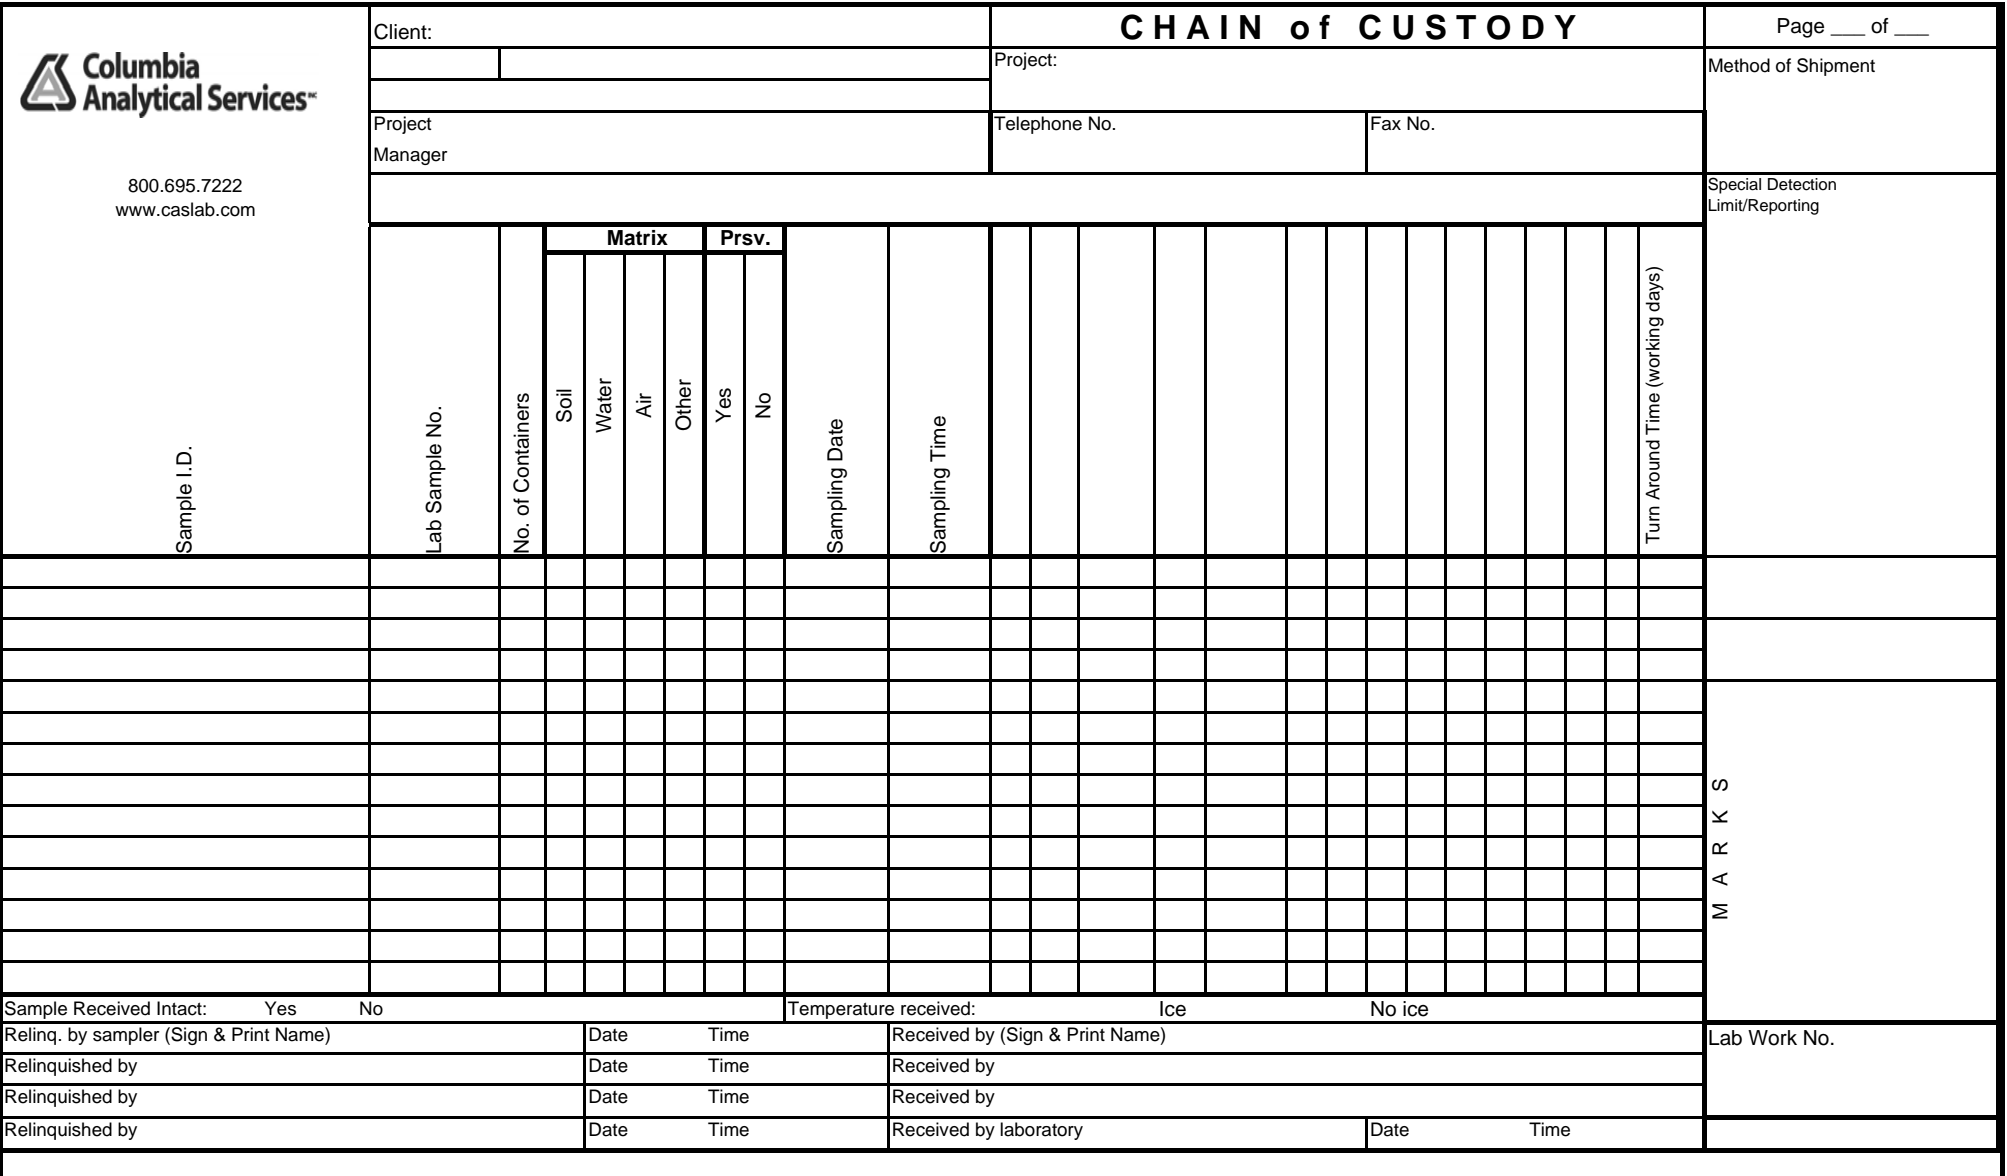 Columbia
Analytical Services INC
800.695.7222
www.caslab.com
Client:
CHAIN of CUSTODY
Page ___ of ___
Project:
Method of Shipment
Project
Manager
Telephone No.
Fax No.
Special Detection
Limit/Reporting
Matrix
Prsv.
Sample I.D.
Lab Sample No.
No. of Containers
Soil
Water
Air
Other
Yes
No
Sampling Date
Sampling Time
Turn Around Time (working days)
M A R K S
Sample Received Intact: Yes No
Temperature received: Ice No ice
Relinq. by sampler (Sign & Print Name) Date Time Received by (Sign & Print Name)
Lab Work No.
Relinquished by Date Time Received by
Relinquished by Date Time Received by
Relinquished by Date Time Received by laboratory Date Time